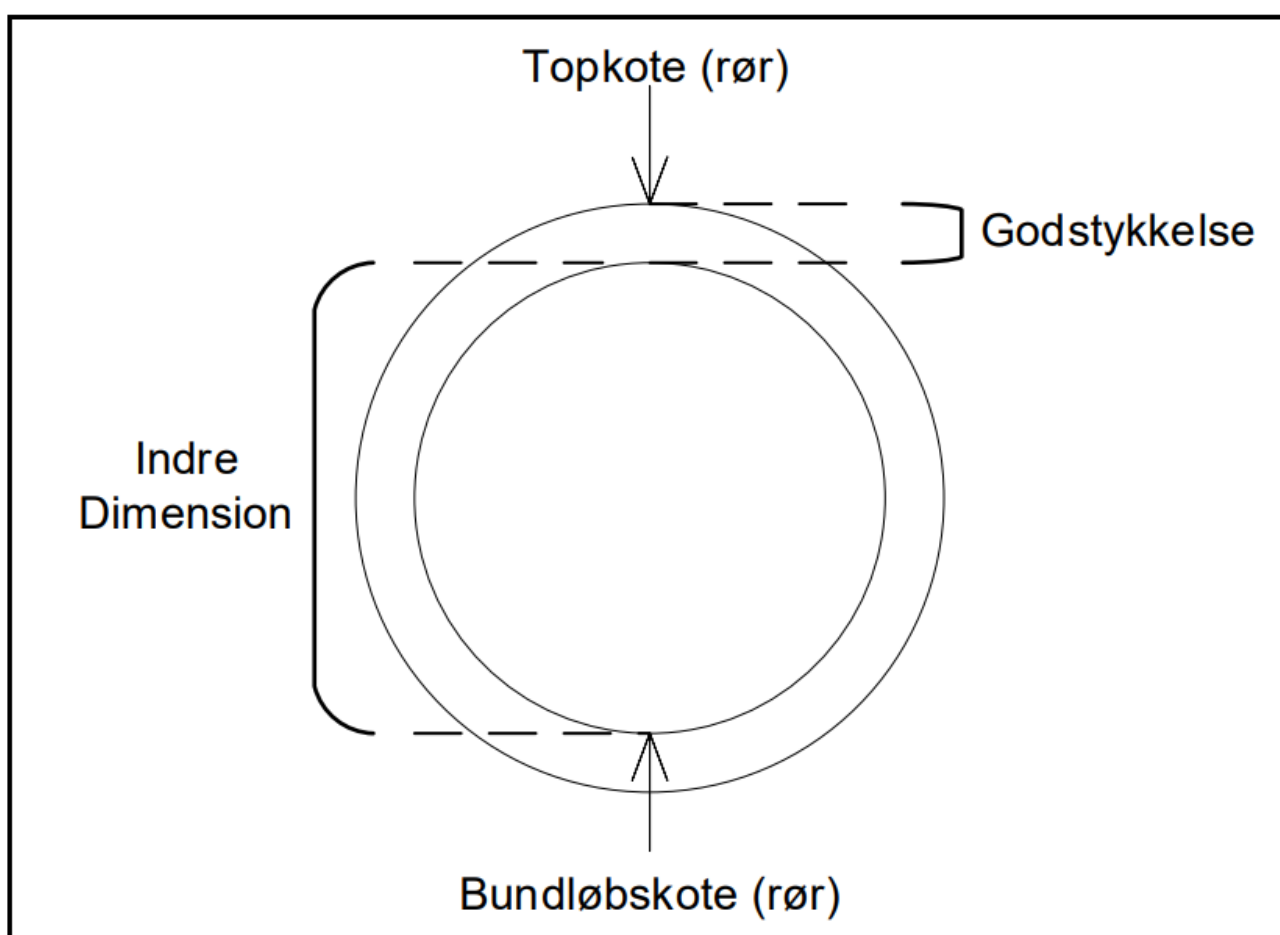 Topkote (rør)
Godstykkelse
Indre
Dimension
Bundløbskote (rør)